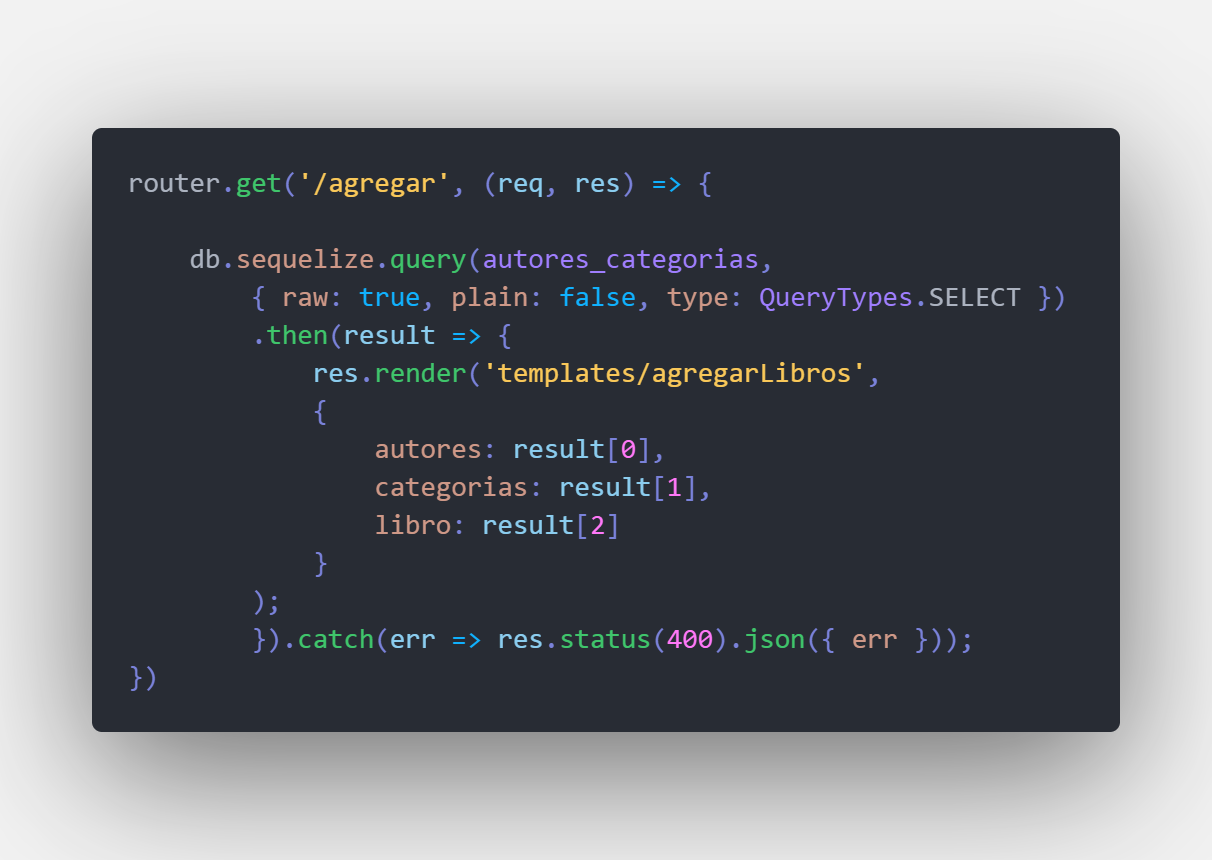 router.get('/agregar', (req, res) => {
db.sequelize.query(autores_categorias,
{ raw: true, plain: false, type: QueryTypes.SELECT })
.then(result => {
res.render('templates/agregarLibros',
{
autores: result[0],
categorias: result[1],
libro: result[2]
}
);
}).catch(err => res.status(400).json({ err }));
})